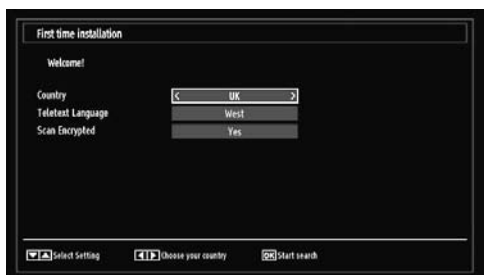 First time installation
Welcome!
Country < UK >
Teletext Language West
Scan Encrypted Yes
Select Setting Choose your country OK Start search